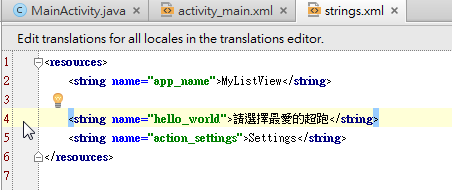 MainActivity.java
activity_main.xml
strings.xml
Edit translations for all locales in the translations editor.
1 <resources>
2 <string name="app_name">MyListView</string>
3
4 <string name="hello_world">請選擇最愛的超跑</string>
5 <string name="action_settings">Settings</string>
6 </resources>
7